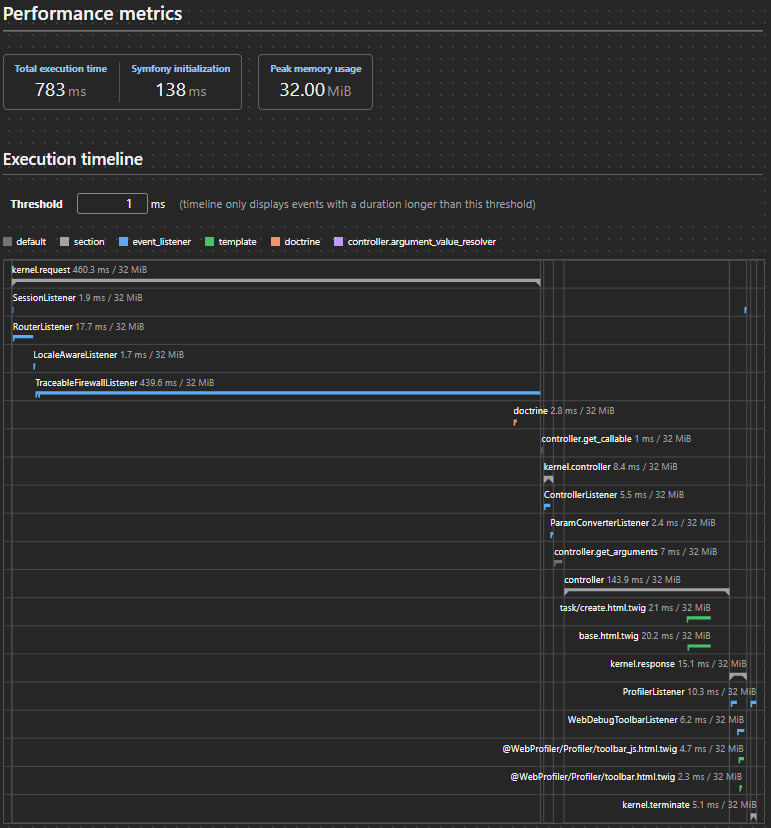 Performance metrics
Total execution time Symfony initialization Peak memory usage
783 ms 138 ms 32.00 MiB
Execution timeline
Threshold 1 ms (timeline only displays events with a duration longer than this threshold)
default section event_listener template doctrine controller.argument_value_resolver
kernel.request 460.3 ms / 32 MiB
SessionListener 1.9 ms / 32 MiB
RouterListener 17.7 ms / 32 MiB
LocaleAwareListener 1.7 ms / 32 MiB
TraceableFirewallListener 439.6 ms / 32 MiB
doctrine 2.8 ms / 32 MiB
controller.get_callable 1 ms / 32 MiB
kernel.controller 8.4 ms / 32 MiB
ControllerListener 5.5 ms / 32 MiB
ParamConverterListener 2.4 ms / 32 MiB
controller.get_arguments 7 ms / 32 MiB
controller 143.9 ms / 32 MiB
task/create.html.twig 21 ms / 32 MiB
base.html.twig 20.2 ms / 32 MiB
kernel.response 15.1 ms / 32 MiB
ProfilerListener 10.3 ms / 32 MiB
WebDebugToolbarListener 6.2 ms / 32 MiB
@WebProfiler/Profiler/toolbar_js.html.twig 4.7 ms / 32 MiB
@WebProfiler/Profiler/toolbar.html.twig 2.3 ms / 32 MiB
kernel.terminate 5.1 ms / 32 MiB